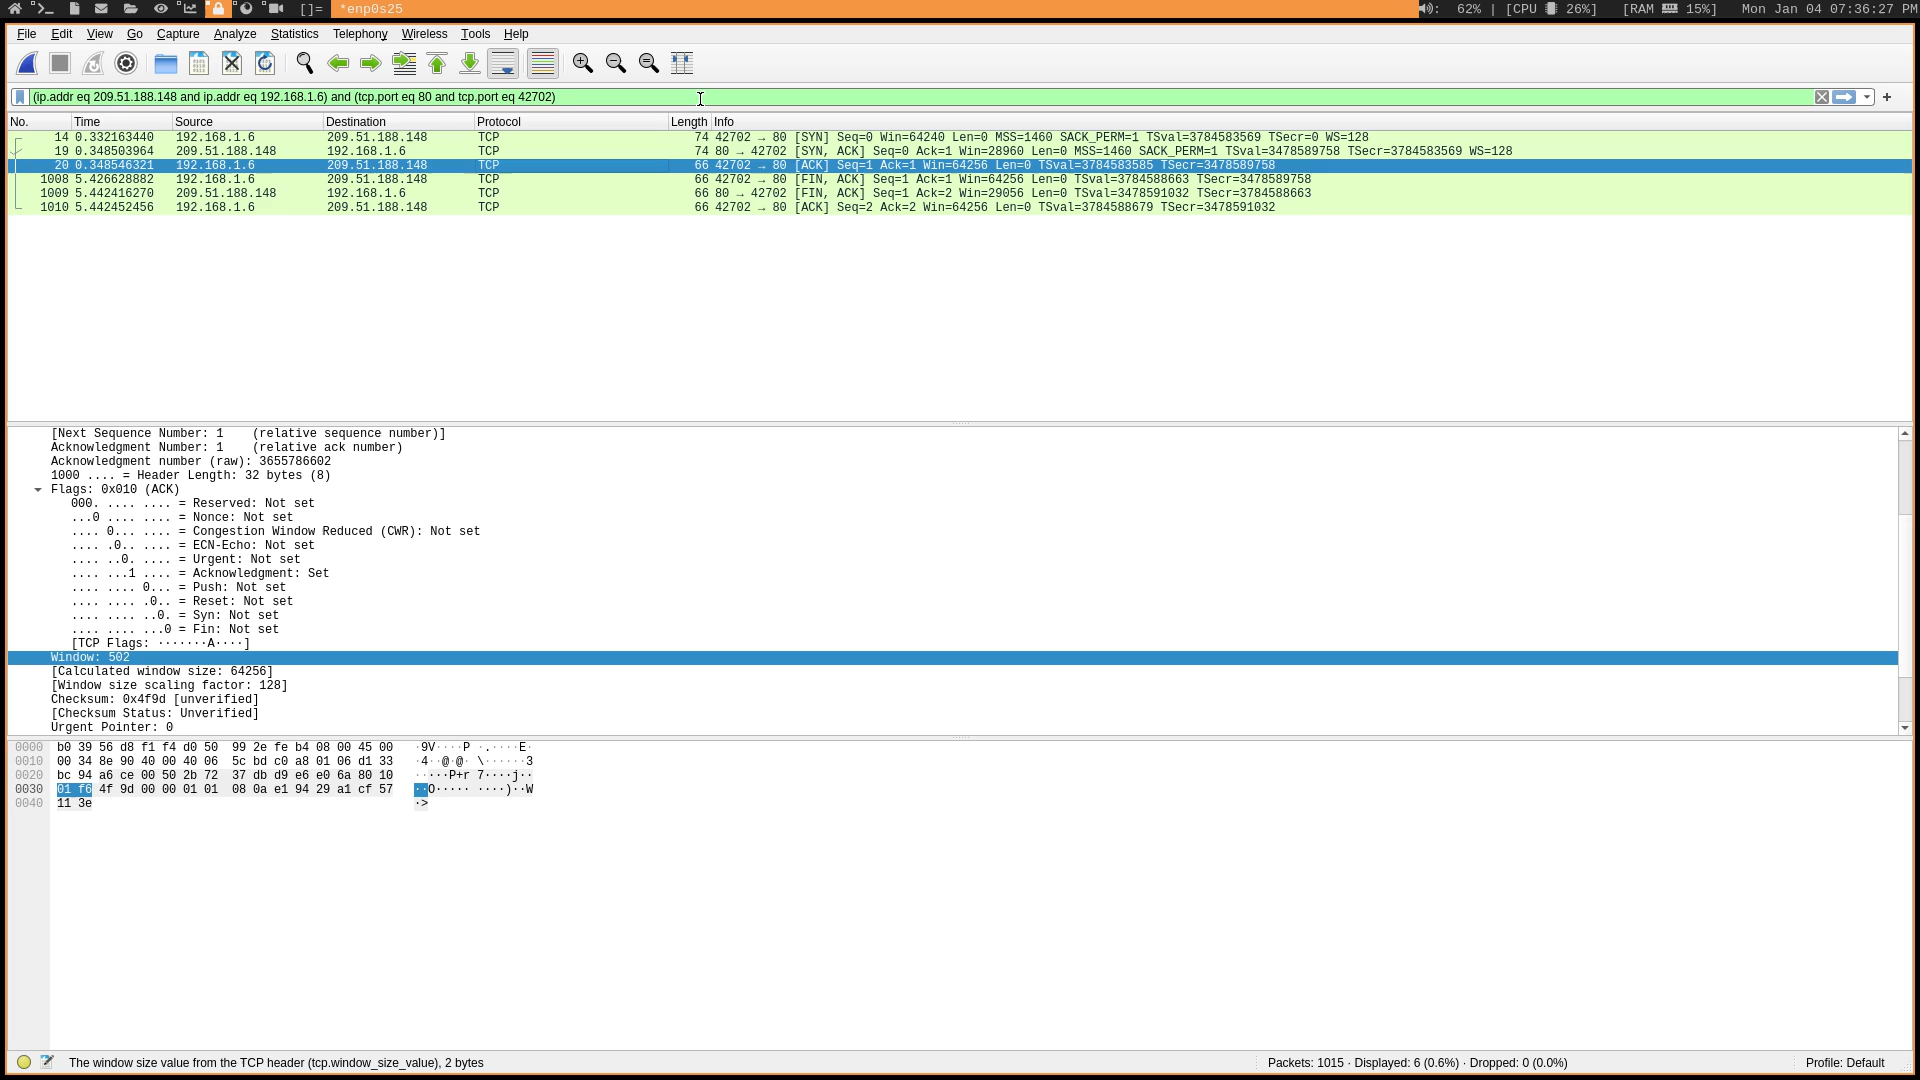 []= *enp0s25 : 62% | [CPU 26%] [RAM 15%] Mon Jan 04 07:36:27 PM
File Edit View Go Capture Analyze Statistics Telephony Wireless Tools Help
(ip.addr eq 209.51.188.148 and ip.addr eq 192.168.1.6) and (tcp.port eq 80 and tcp.port eq 42702)
No. Time Source Destination Protocol Length Info
14 0.332163440 192.168.1.6 209.51.188.148 TCP 74 42702 → 80 [SYN] Seq=0 Win=64240 Len=0 MSS=1460 SACK_PERM=1 TSval=3784583569 TSecr=0 WS=128
19 0.348503964 209.51.188.148 192.168.1.6 TCP 74 80 → 42702 [SYN, ACK] Seq=0 Ack=1 Win=28960 Len=0 MSS=1460 SACK_PERM=1 TSval=3478589758 TSecr=3784583569 WS=128
20 0.348546321 192.168.1.6 209.51.188.148 TCP 66 42702 → 80 [ACK] Seq=1 Ack=1 Win=64256 Len=0 TSval=3784583585 TSecr=3478589758
1008 5.426628882 192.168.1.6 209.51.188.148 TCP 66 42702 → 80 [FIN, ACK] Seq=1 Ack=1 Win=64256 Len=0 TSval=3784588663 TSecr=3478589758
1009 5.442416270 209.51.188.148 192.168.1.6 TCP 66 80 → 42702 [FIN, ACK] Seq=1 Ack=2 Win=29056 Len=0 TSval=3478591032 TSecr=3784588663
1010 5.442452456 192.168.1.6 209.51.188.148 TCP 66 42702 → 80 [ACK] Seq=2 Ack=2 Win=64256 Len=0 TSval=3784588679 TSecr=3478591032
[Next Sequence Number: 1    (relative sequence number)]
Acknowledgment Number: 1    (relative ack number)
Acknowledgment number (raw): 3655786602
1000 .... = Header Length: 32 bytes (8)
Flags: 0x010 (ACK)
000. .... .... = Reserved: Not set
...0 .... .... = Nonce: Not set
.... 0... .... = Congestion Window Reduced (CWR): Not set
.... .0.. .... = ECN-Echo: Not set
.... ..0. .... = Urgent: Not set
.... ...1 .... = Acknowledgment: Set
.... .... 0... = Push: Not set
.... .... .0.. = Reset: Not set
.... .... ..0. = Syn: Not set
.... .... ...0 = Fin: Not set
[TCP Flags: ·······A····]
Window: 502
[Calculated window size: 64256]
[Window size scaling factor: 128]
Checksum: 0x4f9d [unverified]
[Checksum Status: Unverified]
Urgent Pointer: 0
0000 b0 39 56 d8 f1 f4 d0 50 99 2e fe b4 08 00 45 00 ·9V····P ·.····E·
0010 00 34 8e 90 40 00 40 06 5c bd c0 a8 01 06 d1 33 ·4··@·@· \······3
0020 bc 94 a6 ce 00 50 2b 72 37 db d9 e6 e0 6a 80 10 ·····P+r 7····j··
0030 01 f6 4f 9d 00 00 01 01 08 0a e1 94 29 a1 cf 57 ··O····· ····)··W
0040 11 3e ·>
The window size value from the TCP header (tcp.window_size_value), 2 bytes Packets: 1015 · Displayed: 6 (0.6%) · Dropped: 0 (0.0%) Profile: Default